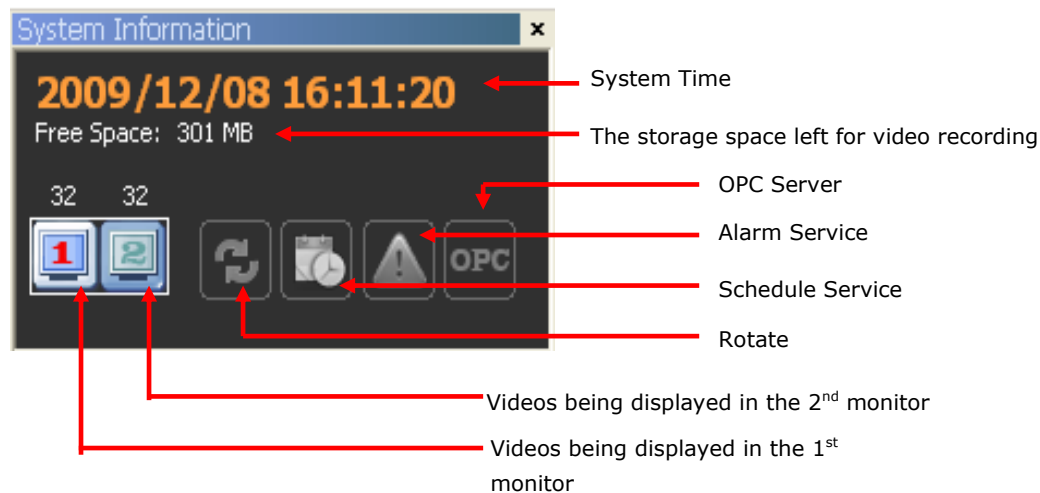 System Information x
2009/12/08 16:11:20
System Time
Free Space: 301 MB
The storage space left for video recording
32 32
OPC Server
Alarm Service
1 2 OPC
Schedule Service
Rotate
Videos being displayed in the 2nd monitor
Videos being displayed in the 1st
monitor